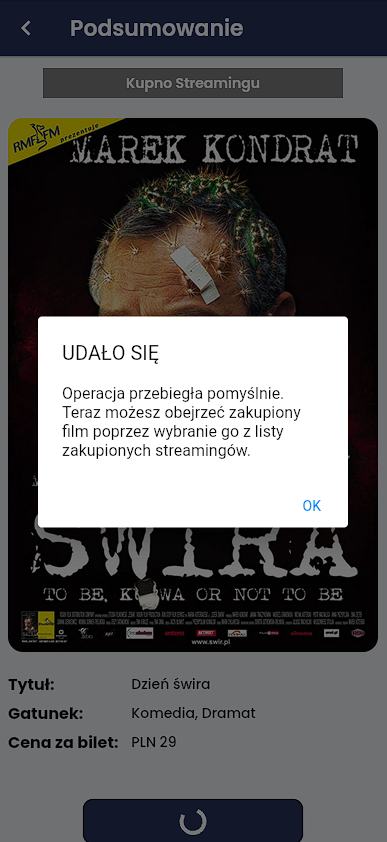 Podsumowanie
Kupno Streamingu
RMF FM prezentuje
MAREK KONDRAT
UDAŁO SIĘ
Operacja przebiegła pomyślnie.
Teraz możesz obejrzeć zakupiony
film poprzez wybranie go z listy
zakupionych streamingów.
OK
ŚWIRA
TO BE, K WA OR NOT TO BE
www.swir.pl
Tytuł: Dzień świra
Gatunek: Komedia, Dramat
Cena za bilet: PLN 29